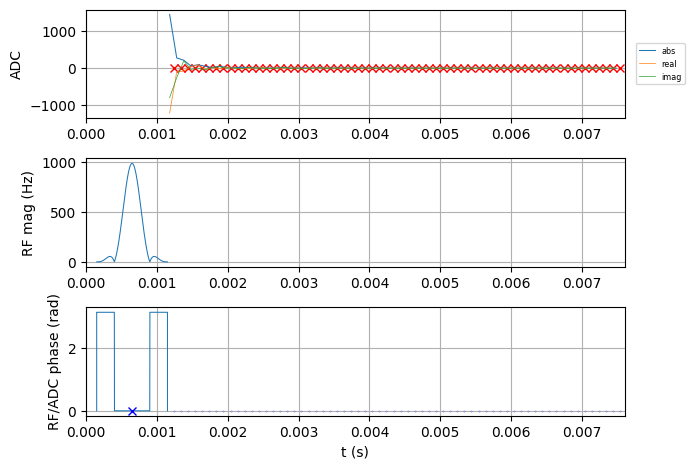 ADC
1000
0
−1000
0.000 0.001 0.002 0.003 0.004 0.005 0.006 0.007
abs
real
imag
RF mag (Hz)
1000
500
0
0.000 0.001 0.002 0.003 0.004 0.005 0.006 0.007
RF/ADC phase (rad)
2
0
0.000 0.001 0.002 0.003 0.004 0.005 0.006 0.007
t (s)